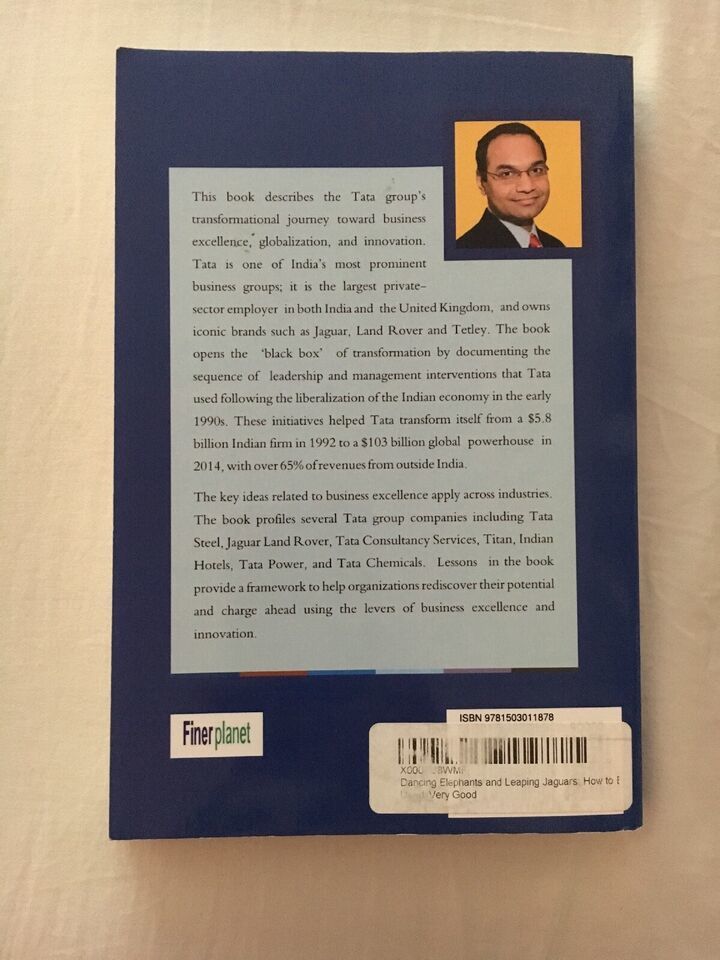 This book describes the Tata group's
transformational journey toward business
excellence, globalization, and innovation.
Tata is one of India's most prominent
business groups; it is the largest private–
sector employer in both India and the United Kingdom, and owns
iconic brands such as Jaguar, Land Rover and Tetley. The book
opens the 'black box' of transformation by documenting the
sequence of leadership and management interventions that Tata
used following the liberalization of the Indian economy in the early
1990s. These initiatives helped Tata transform itself from a $5.8
billion Indian firm in 1992 to a $103 billion global powerhouse in
2014, with over 65% of revenues from outside India.
The key ideas related to business excellence apply across industries.
The book profiles several Tata group companies including Tata
Steel, Jaguar Land Rover, Tata Consultancy Services, Titan, Indian
Hotels, Tata Power, and Tata Chemicals. Lessons in the book
provide a framework to help organizations rediscover their potential
and charge ahead using the levers of business excellence and
innovation.
Finerplanet
ISBN 9781503011878
Dancing Elephants and Leaping Jaguars: How to E
Very Good